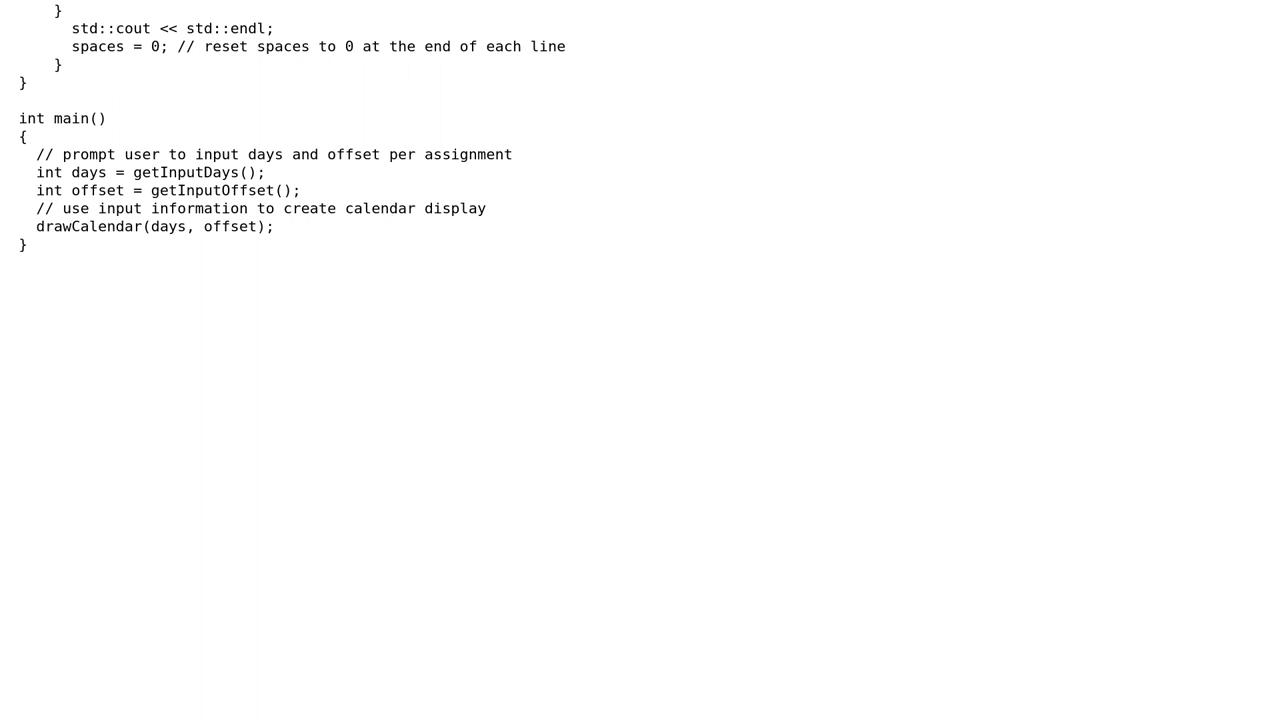 }
      std::cout << std::endl;
      spaces = 0; // reset spaces to 0 at the end of each line
    }
}

int main()
{
  // prompt user to input days and offset per assignment
  int days = getInputDays();
  int offset = getInputOffset();
  // use input information to create calendar display
  drawCalendar(days, offset);
}